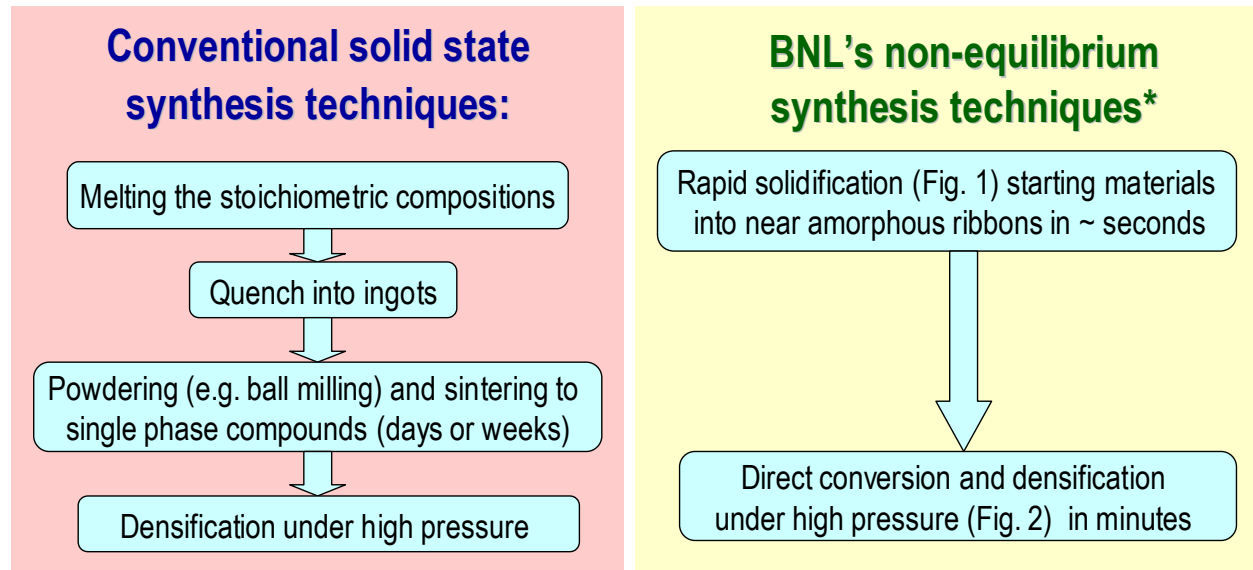 Conventional solid state
synthesis techniques:
Melting the stoichiometric compositions
Quench into ingots
Powdering (e.g. ball milling) and sintering to
single phase compounds (days or weeks)
Densification under high pressure
BNL’s non-equilibrium
synthesis techniques*
Rapid solidification (Fig. 1) starting materials
into near amorphous ribbons in ~ seconds
Direct conversion and densification
under high pressure (Fig. 2) in minutes